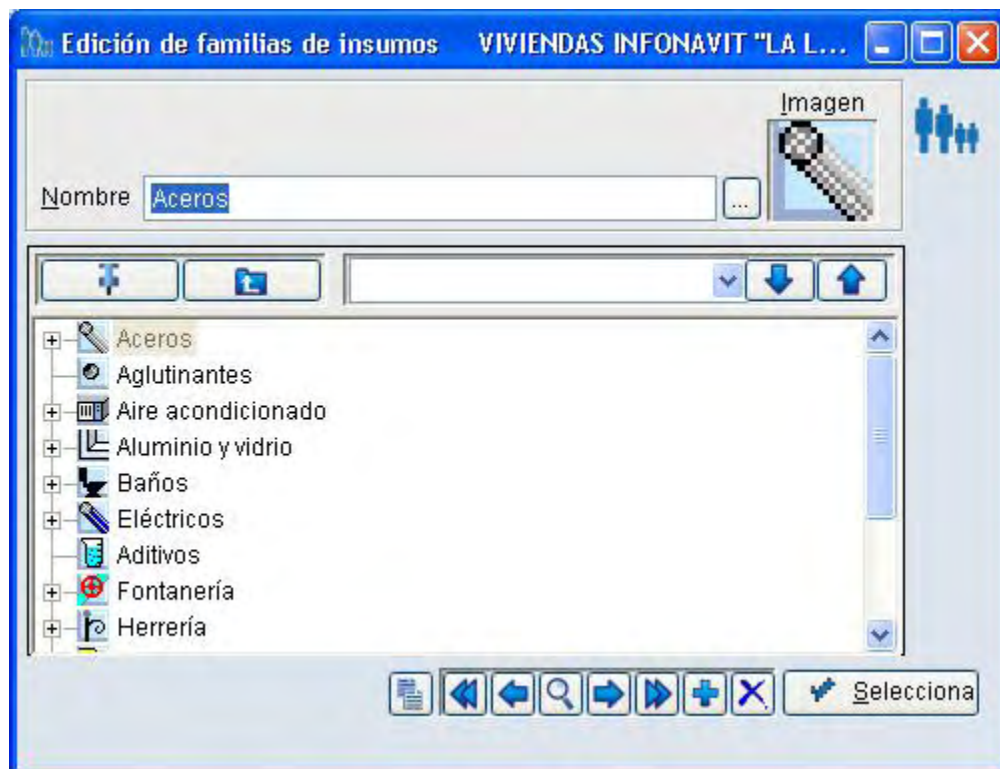 Edición de familias de insumos VIVIENDAS INFONAVIT "LA L...
Imagen
Nombre Aceros ...
Aceros
Aglutinantes
Aire acondicionado
Aluminio y vidrio
Baños
Eléctricos
Aditivos
Fontanería
Herrería
Selecciona